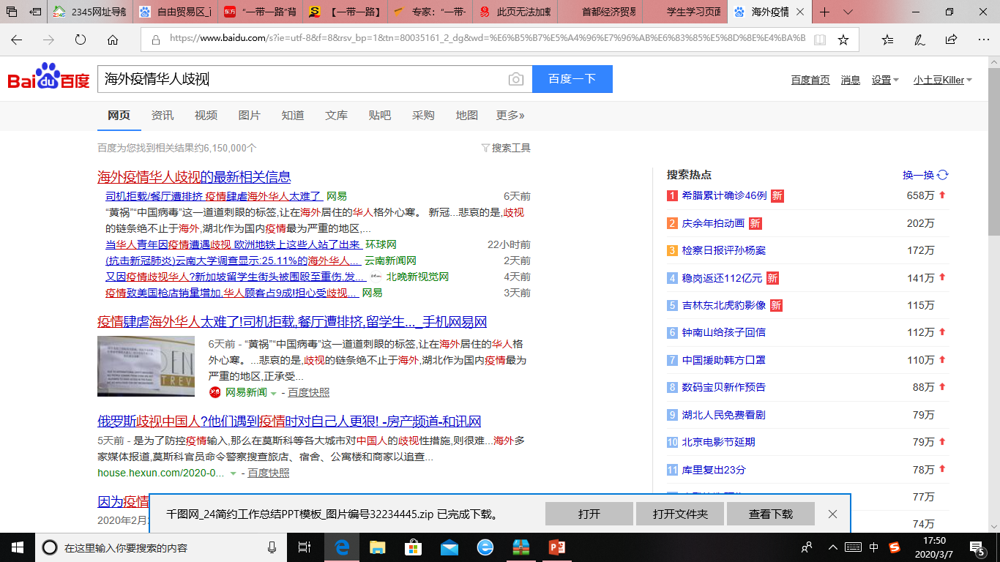 2345网址导航
自由贸易区_百
“一带一路”背
【一带一路】
专家：“一带一
此页无法加载
首都经济贸易
学生学习页面
海外疫情
https://www.baidu.com/s?ie=utf-8&f=8&rsv_bp=1&tn=80035161_2_dg&wd=%E6%B5%B7%E5%A4%96%E7%96%AB%E6%83%85%E5%8D%8E%E4%BA%B
Bai du 百度
海外疫情华人歧视
百度一下
百度首页 消息 设置 小土豆Killer
网页 资讯 视频 图片 知道 文库 贴吧 采购 地图 更多»
百度为您找到相关结果约6,150,000个
搜索工具
海外疫情华人歧视的最新相关信息
司机拒载/餐厅遭排挤 疫情肆虐海外华人太难了 网易 6天前
“黄祸”“中国病毒”这一道道刺眼的标签,让在海外居住的华人格外心寒。 新冠...悲哀的是,歧视
的链条绝不止于海外,湖北作为国内疫情最为严重的地区,...
当华人青年因疫情遭遇歧视 欧洲地铁上这些人站了出来 环球网 22小时前
(抗击新冠肺炎)云南大学调查显示:25.11%的海外华人... 云南新闻网 2天前
又因疫情歧视华人?新加坡留学生街头被围殴至重伤,发... 北晚新视觉网 4天前
疫情致美国枪店销量增加,华人顾客占9成!担心受歧视... 网易 3天前
疫情肆虐海外华人太难了!司机拒载,餐厅遭排挤,留学生..._手机网易网
6天前 - “黄祸”“中国病毒”这一道道刺眼的标签,让在海外居住的华人格
外心寒。...悲哀的是,歧视的链条绝不止于海外,湖北作为国内疫情最为
严重的地区,正承受...
网易新闻 - 百度快照
俄罗斯歧视中国人?他们遇到疫情时对自己人更狠! -房产频道-和讯网
5天前 - 是为了防控疫情输入,那么在莫斯科等各大城市对中国人的歧视性措施,则很难...海外多
家媒体报道,莫斯科官员命令警察搜查旅店、宿舍、公寓楼和商家以追查...
house.hexun.com/2020-0... - 百度快照
因为疫情
2020年2月
搜索热点 换一换
1 希腊累计确诊46例 新 658万
2 庆余年拍动画 新 202万
3 检察日报评孙杨案 172万
4 稳岗返还112亿元 新 141万
5 吉林东北虎豹影像 新 115万
6 钟南山给孩子回信 112万
7 中国援助韩方口罩 110万
8 数码宝贝新作预告 88万
9 湖北人民免费看剧 79万
10 北京电影节延期 79万
11 库里复出23分 78万
77万
74万
千图网_24简约工作总结PPT模板_图片编号32234445.zip 已完成下载。
打开 打开文件夹 查看下载
在这里输入你要搜索的内容
中
17:50
2020/3/7
5